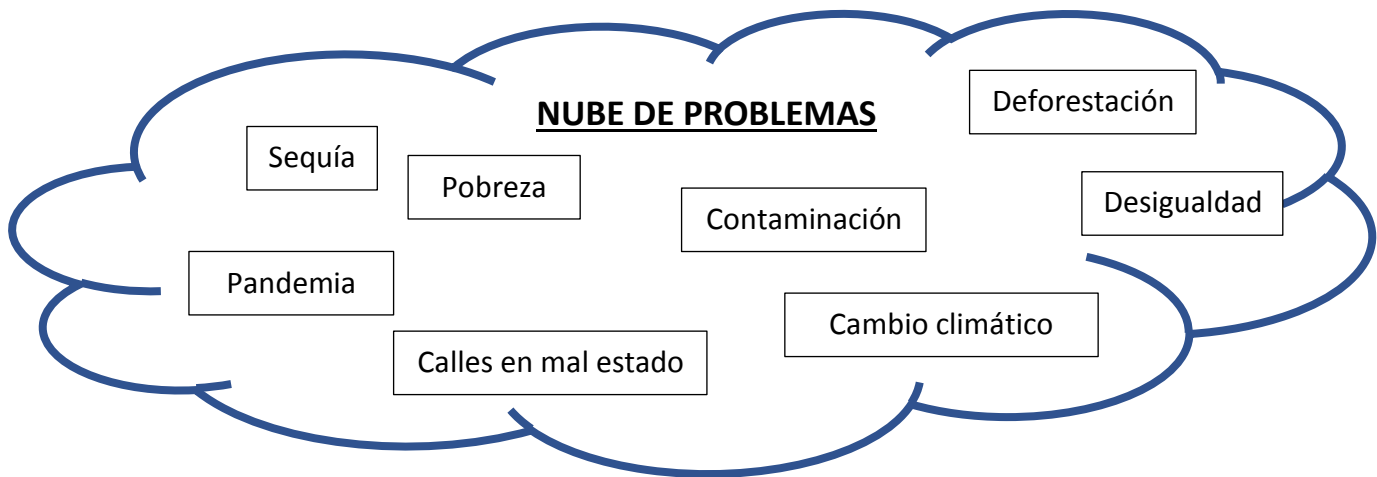 NUBE DE PROBLEMAS
Deforestación
Sequía
Pobreza
Contaminación
Desigualdad
Pandemia
Cambio climático
Calles en mal estado